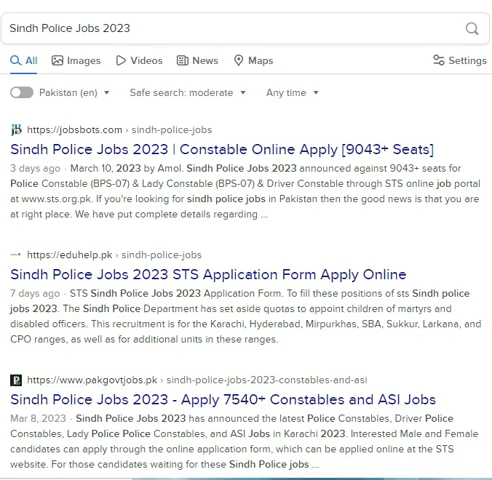 Sindh Police Jobs 2023
All Images Videos News Maps Settings
Pakistan (en) Safe search: moderate Any time
https://jobsbots.com › sindh-police-jobs
Sindh Police Jobs 2023 | Constable Online Apply [9043+ Seats]
3 days ago · March 10, 2023 by Amol. Sindh Police Jobs 2023 announced against 9043+ seats for
Police Constable (BPS-07) & Lady Constable (BPS-07) & Driver Constable through STS online job portal
at www.sts.org.pk. If you're looking for sindh police jobs in Pakistan then the good news is that you are
at right place. We have put complete details regarding ...
https://eduhelp.pk › sindh-police-jobs
Sindh Police Jobs 2023 STS Application Form Apply Online
7 days ago · STS Sindh Police Jobs 2023 Application Form. To fill these positions of sts Sindh police
jobs 2023. The Sindh Police Department has set aside quotas to appoint children of martyrs and
disabled officers. This recruitment is for the Karachi, Hyderabad, Mirpurkhas, SBA, Sukkur, Larkana, and
CPO ranges, as well as for additional units in these ranges.
https://www.pakgovtjobs.pk › sindh-police-jobs-2023-constables-and-asi
Sindh Police Jobs 2023 - Apply 7540+ Constables and ASI Jobs
Mar 8, 2023 · Sindh Police Jobs 2023 has announced the latest Police Constables, Driver Police
Constables, Lady Police Police Constables, and ASI Jobs in Karachi 2023. Interested Male and Female
candidates can apply through the online application form, which can be applied online at the STS
website. For those candidates waiting for these Sindh Police jobs ...